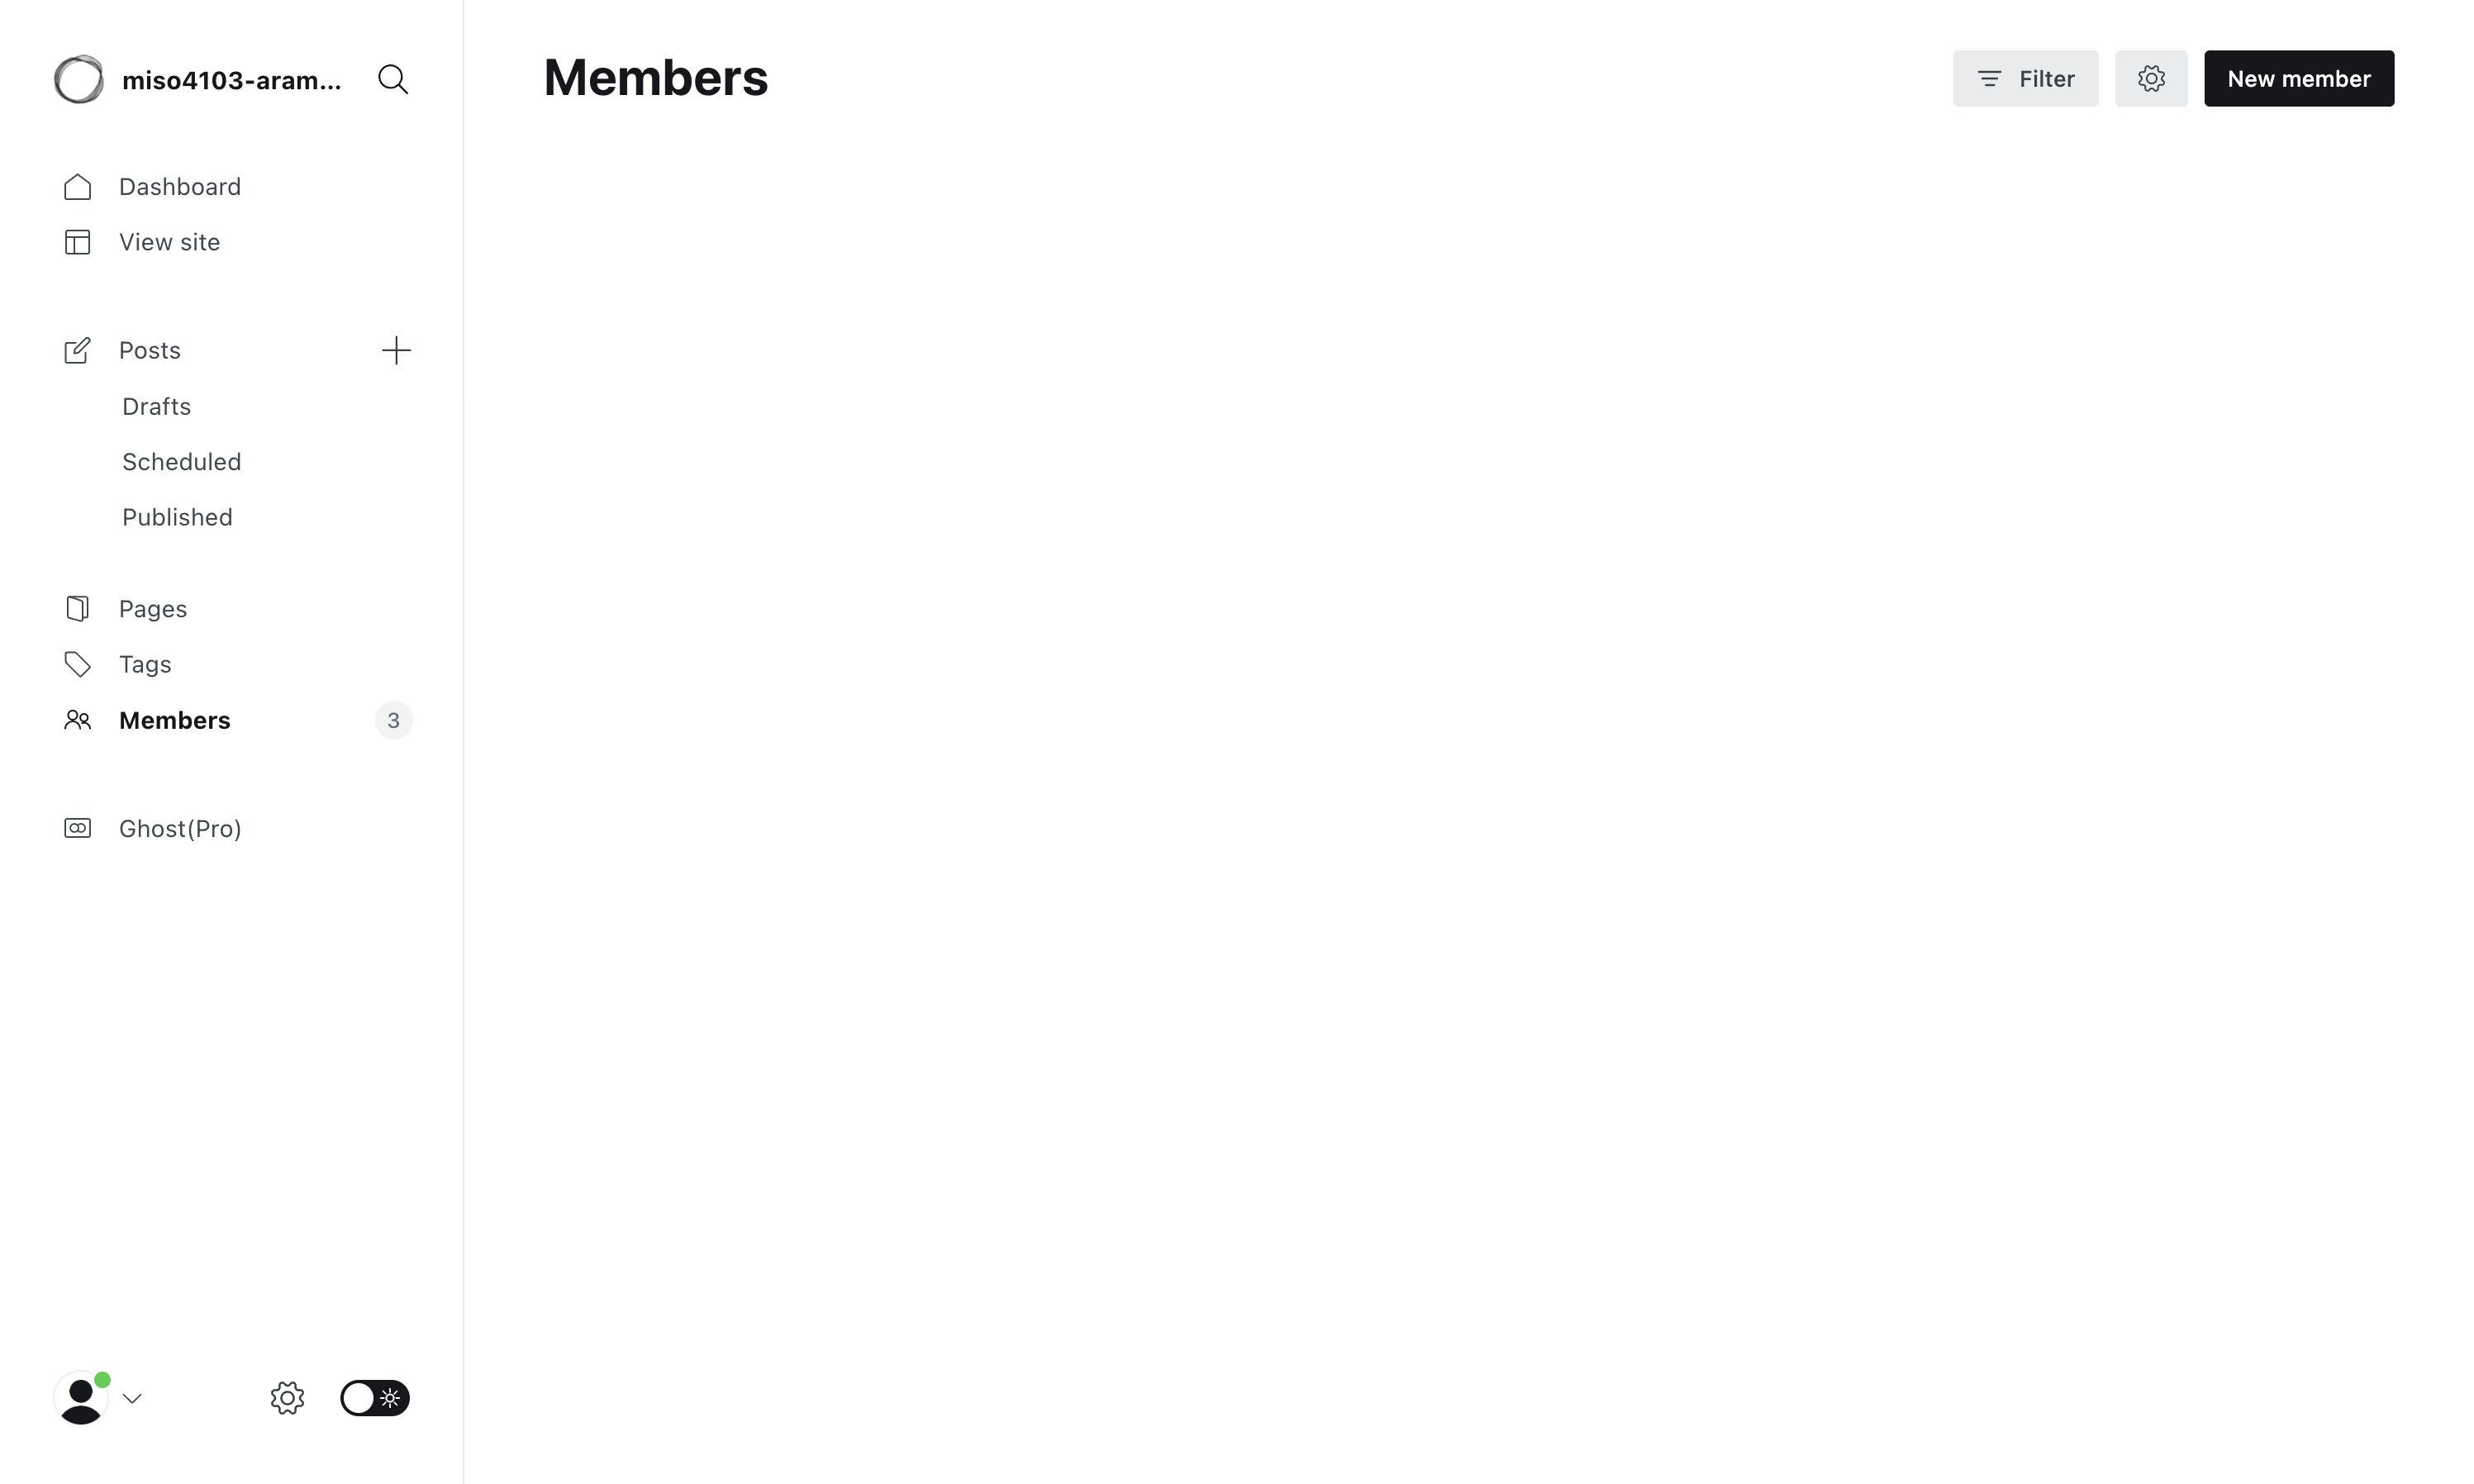 miso4103-aram...
Dashboard
View site
Posts
Drafts
Scheduled
Published
Pages
Tags
Members 3
Ghost(Pro)
Members
Filter
New member